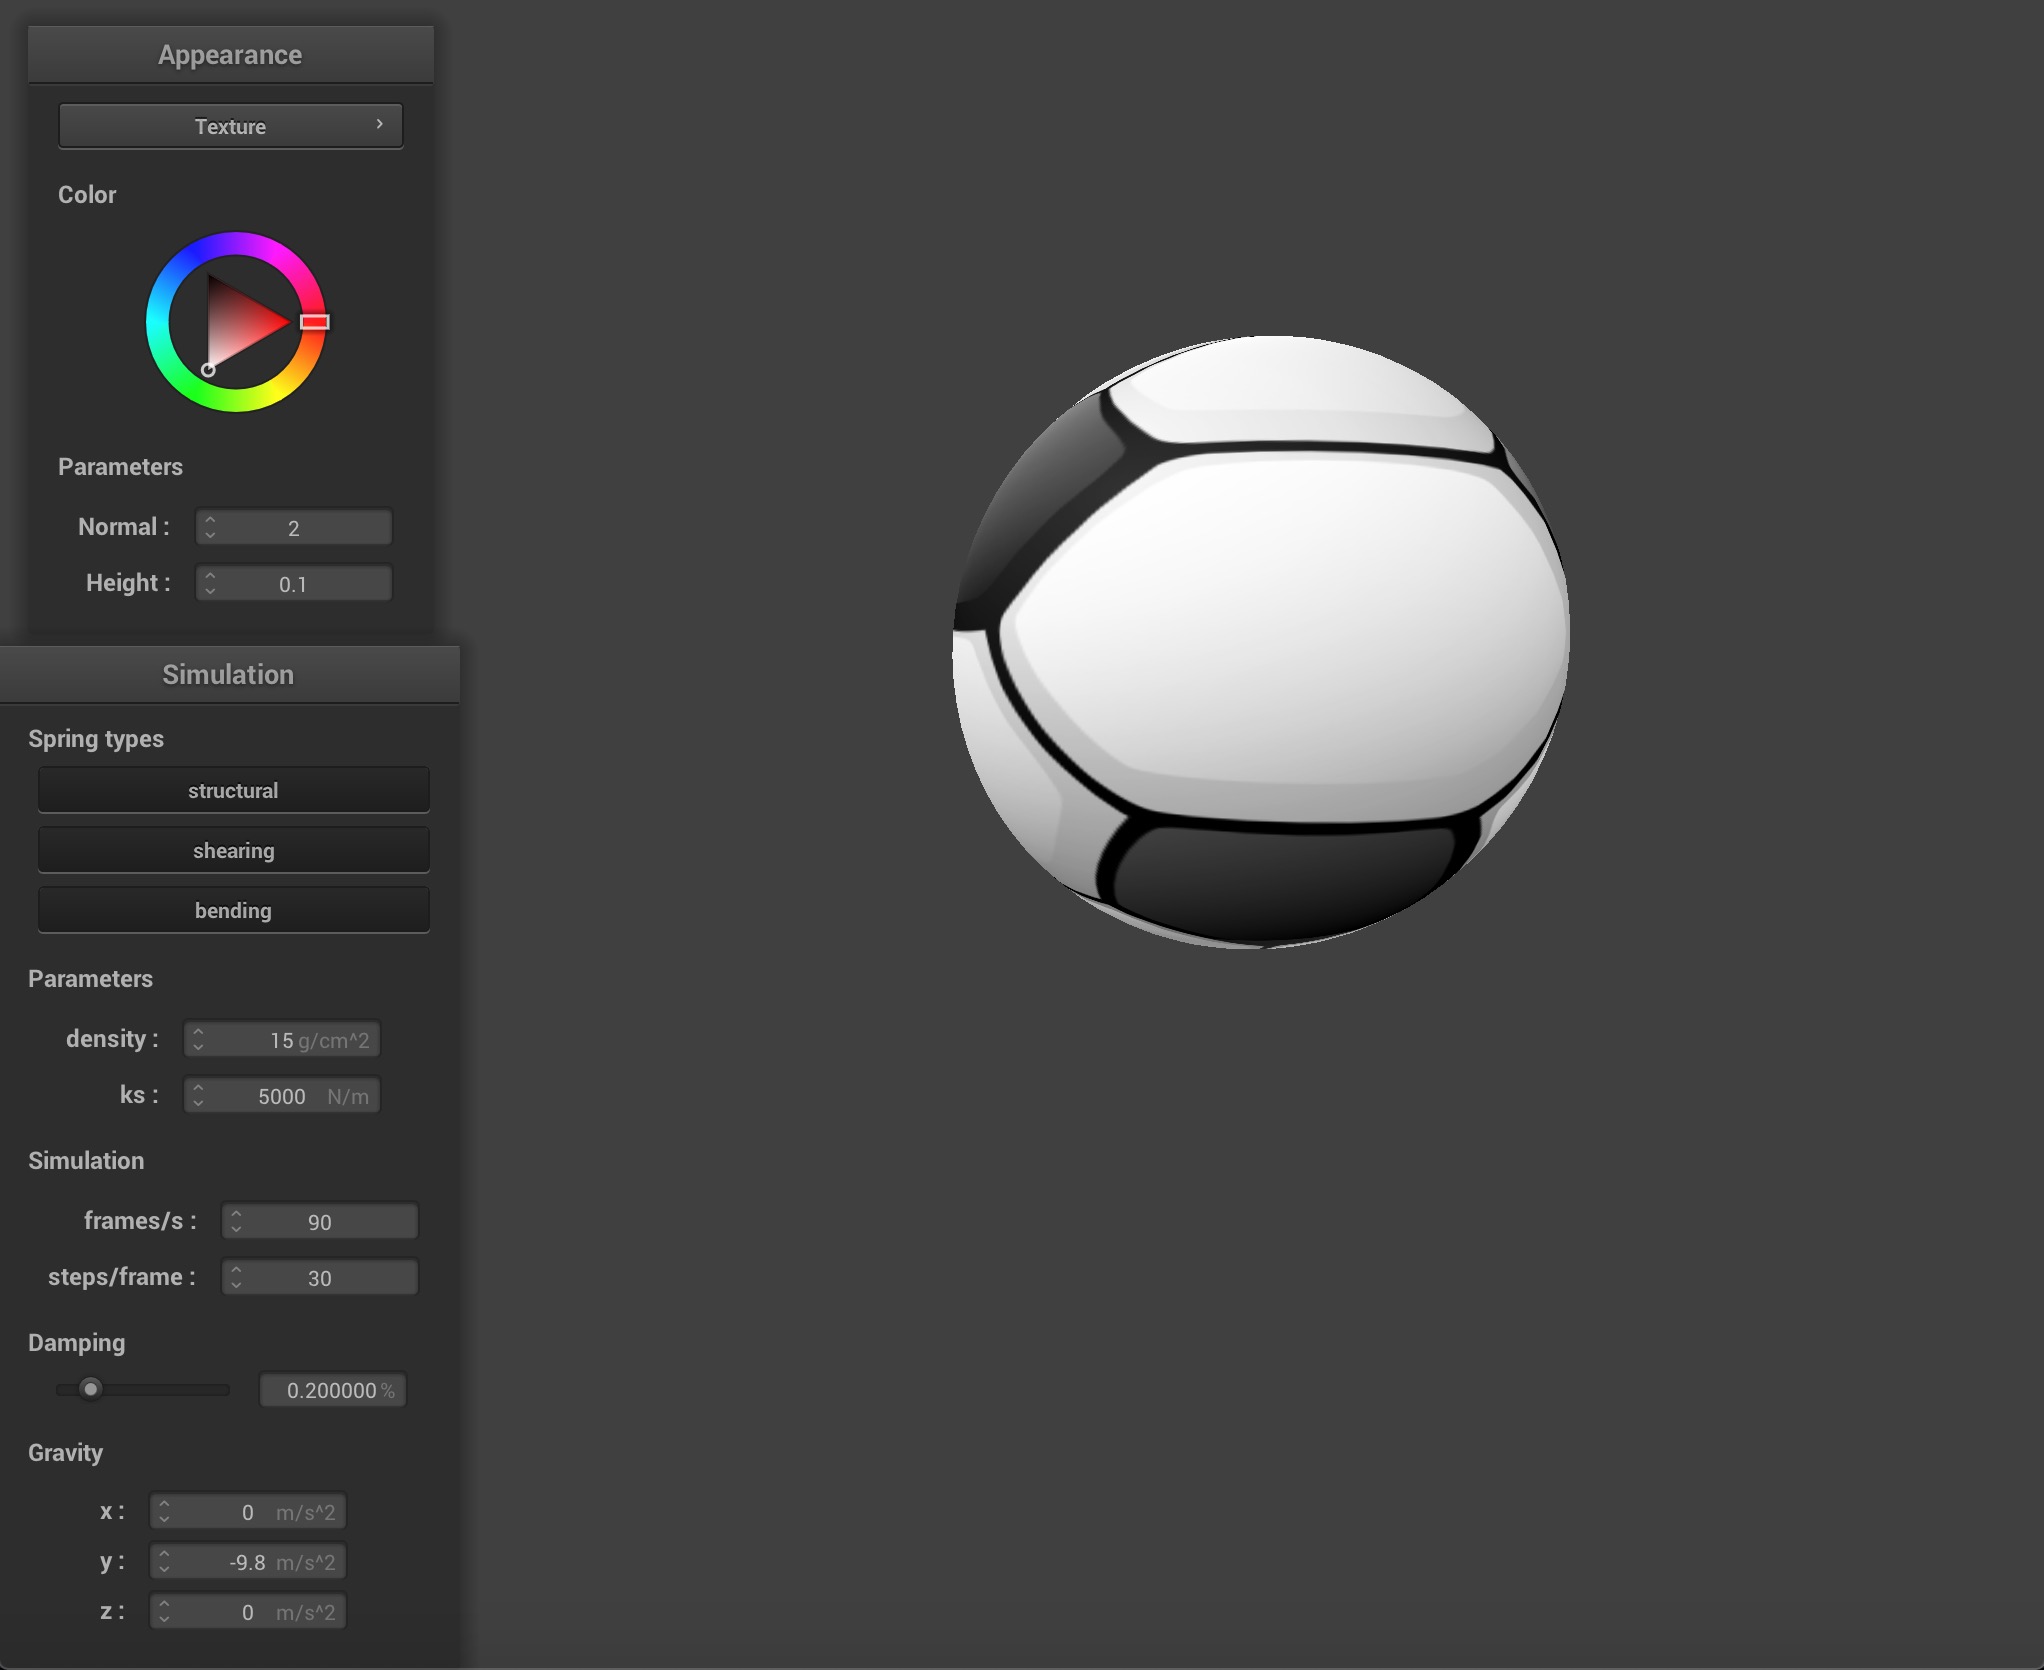 Appearance
Texture
Color
Parameters
Normal : 2
Height : 0.1
Simulation
Spring types
structural
shearing
bending
Parameters
density : 15 g/cm^2
ks : 5000 N/m
Simulation
frames/s : 90
steps/frame : 30
Damping
0.200000 %
Gravity
x : 0 m/s^2
y : -9.8 m/s^2
z : 0 m/s^2